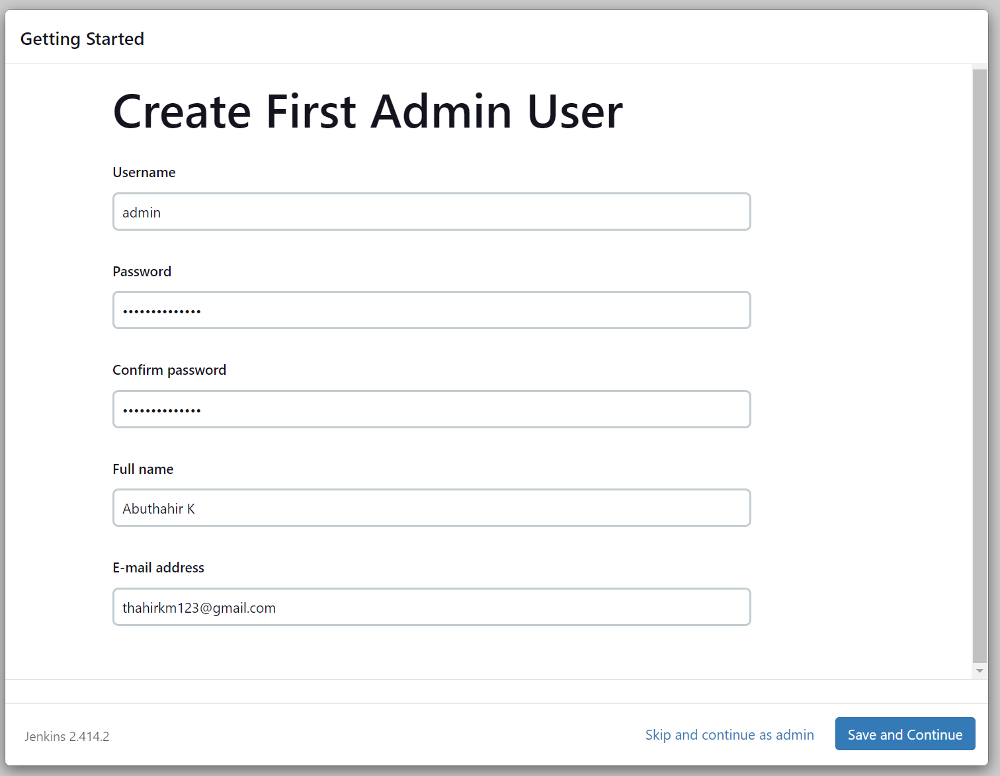 Getting Started
Create First Admin User
Username
admin
Password
••••••••••••••
Confirm password
••••••••••••••
Full name
Abuthahir K
E-mail address
thahirkm123@gmail.com
Jenkins 2.414.2
Skip and continue as admin
Save and Continue